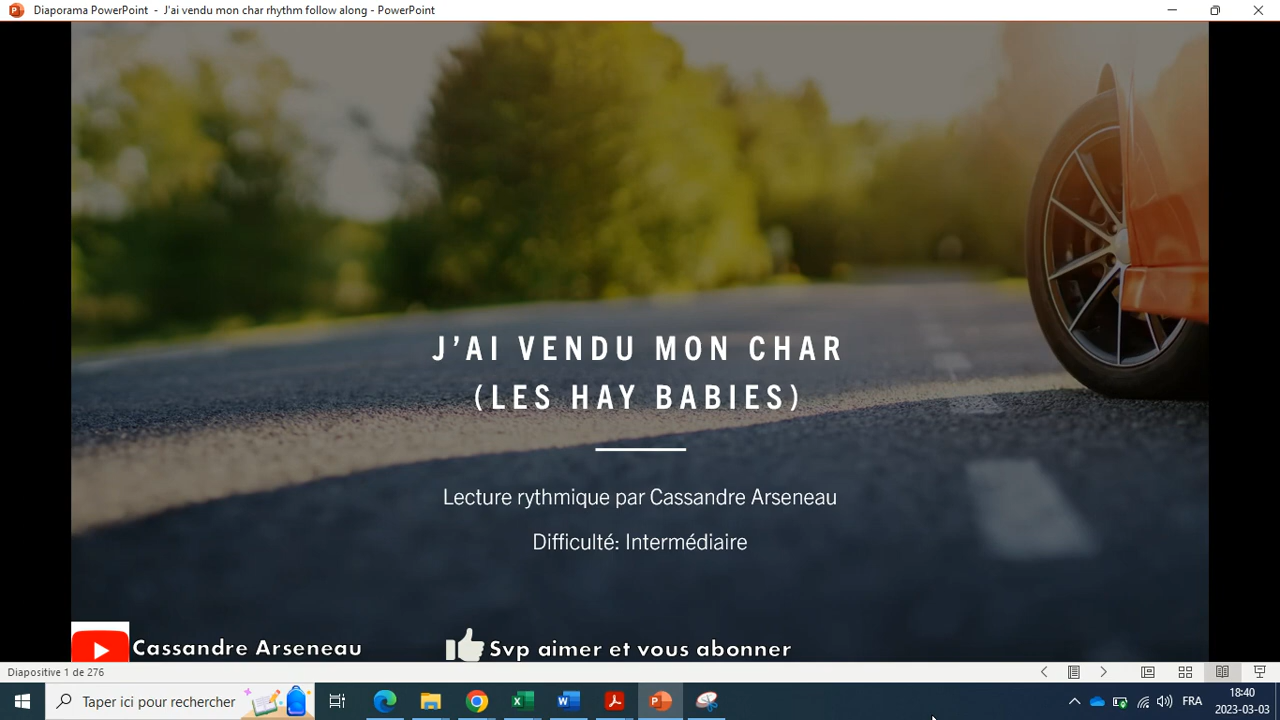 Diaporama PowerPoint - J'ai vendu mon char rhythm follow along - PowerPoint
J'AI VENDU MON CHAR
(LES HAY BABIES)
Lecture rythmique par Cassandre Arseneau
Difficulté: Intermédiaire
Cassandre Arseneau
Svp aimer et vous abonner
Diapositive 1 de 276
Taper ici pour rechercher
FRA
18:40
2023-03-03